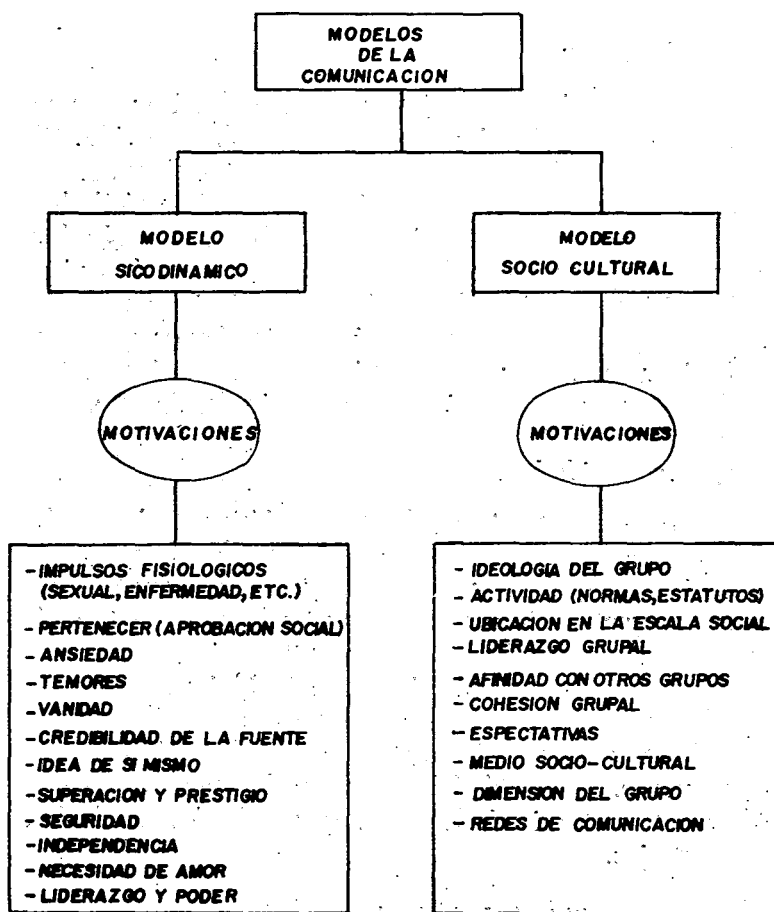 MODELOS
DE LA
COMUNICACION
MODELO
SICODINAMICO
MODELO
SOCIO CULTURAL
MOTIVACIONES
MOTIVACIONES
-IMPULSOS FISIOLOGICOS
(SEXUAL, ENFERMEDAD, ETC.)
-PERTENECER (APROBACION SOCIAL)
-ANSIEDAD
-TEMORES
-VANIDAD
-CREDIBILIDAD DE LA FUENTE
-IDEA DE SI MISMO
-SUPERACION Y PRESTIGIO
-SEGURIDAD
-INDEPENDENCIA
-NECESIDAD DE AMOR
-LIDERAZGO Y PODER
- IDEOLOGIA DEL GRUPO
- ACTIVIDAD (NORMAS, ESTATUTOS)
- UBICACION EN LA ESCALA SOCIAL
- LIDERAZGO GRUPAL
- AFINIDAD CON OTROS GRUPOS
- COHESION GRUPAL
- ESPECTATIVAS
- MEDIO SOCIO-CULTURAL
- DIMENSION DEL GRUPO
- REDES DE COMUNICACION